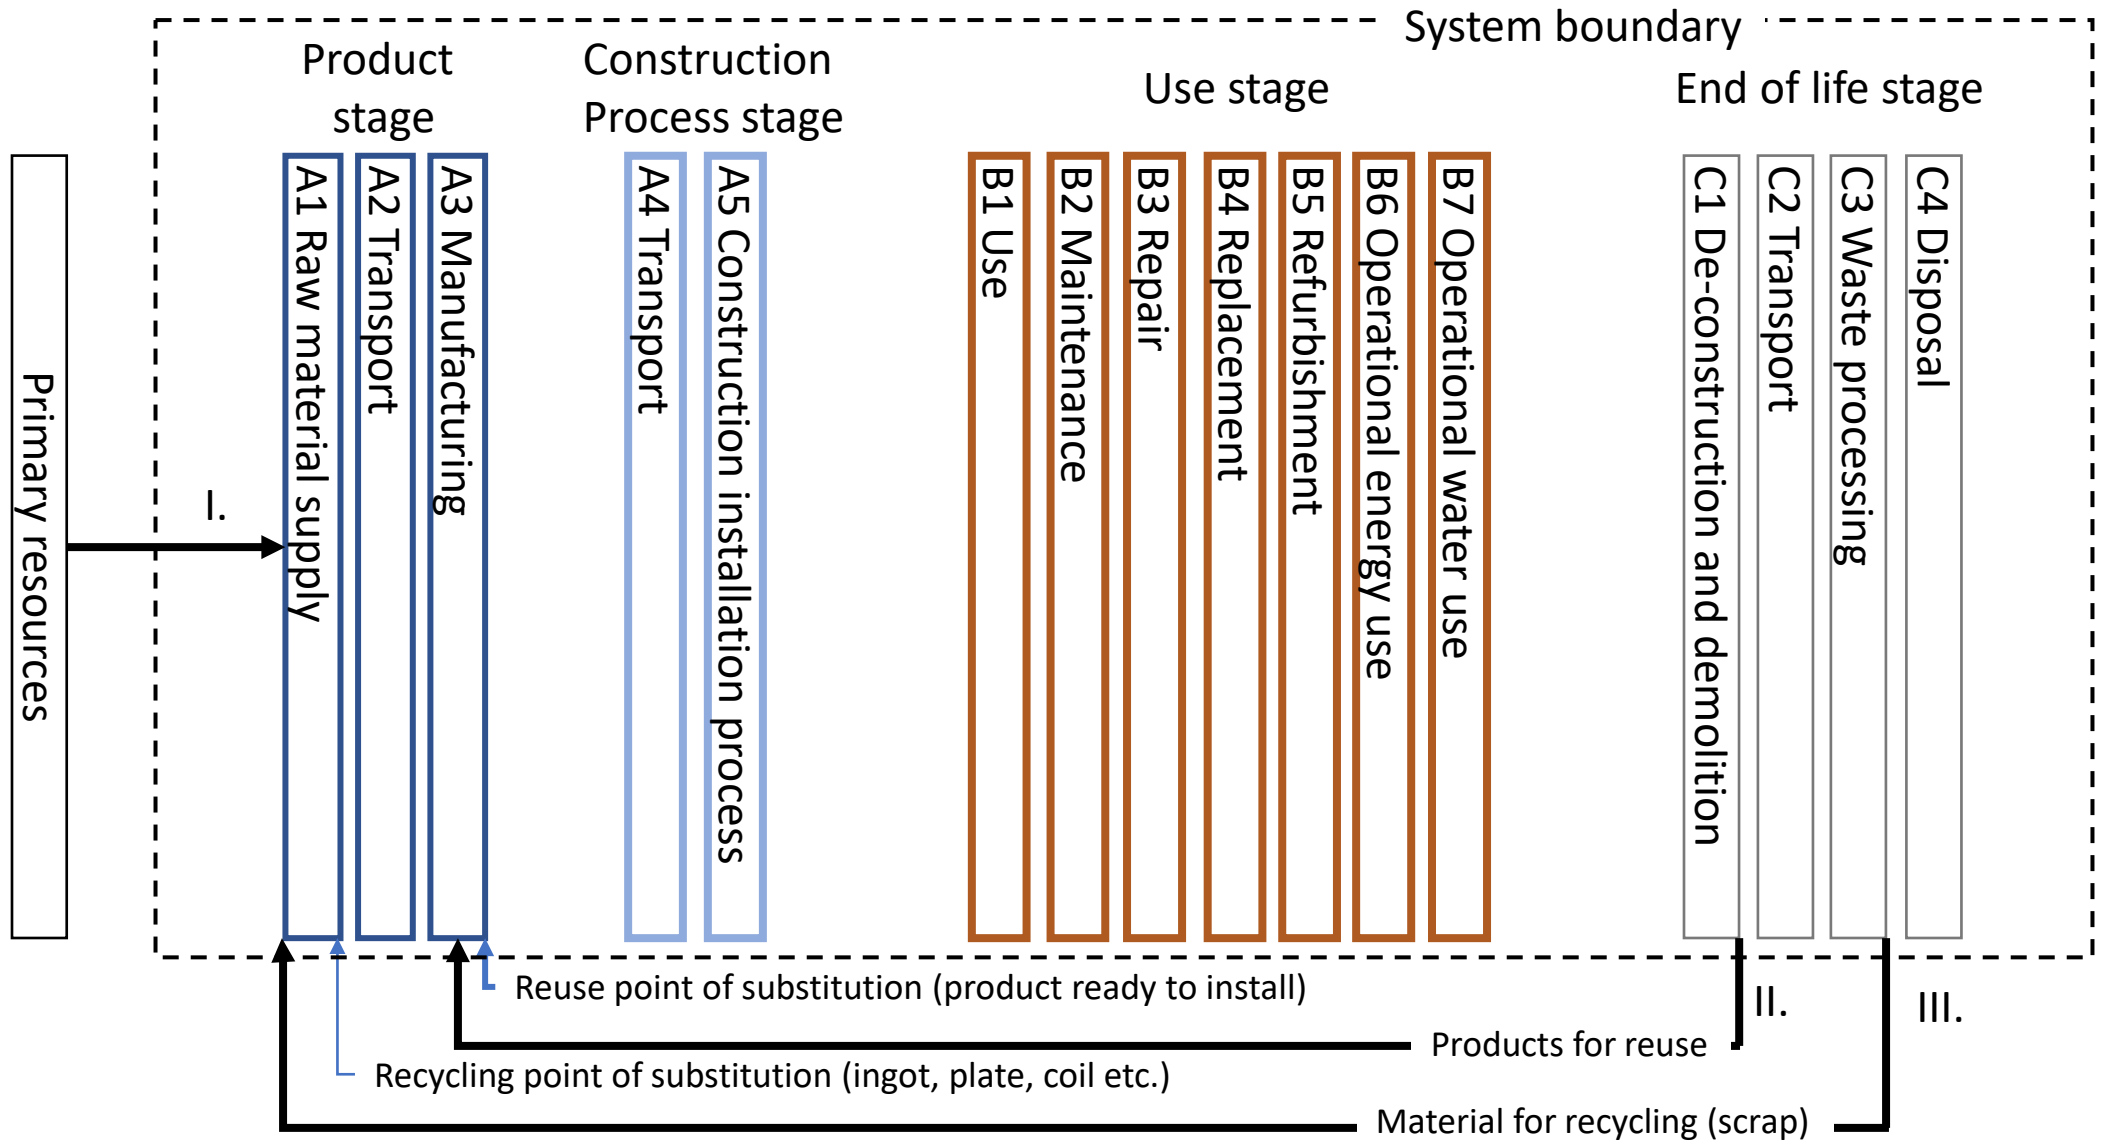 System boundary
Product
stage
Construction
Process stage
Use stage
End of life stage
Primary resources
I.
A1 Raw material supply
A2 Transport
A3 Manufacturing
A4 Transport
A5 Construction installation process
B1 Use
B2 Maintenance
B3 Repair
B4 Replacement
B5 Refurbishment
B6 Operational energy use
B7 Operational water use
C1 De-construction and demolition
C2 Transport
C3 Waste processing
C4 Disposal
Reuse point of substitution (product ready to install)
II.
III.
Products for reuse
Recycling point of substitution (ingot, plate, coil etc.)
Material for recycling (scrap)